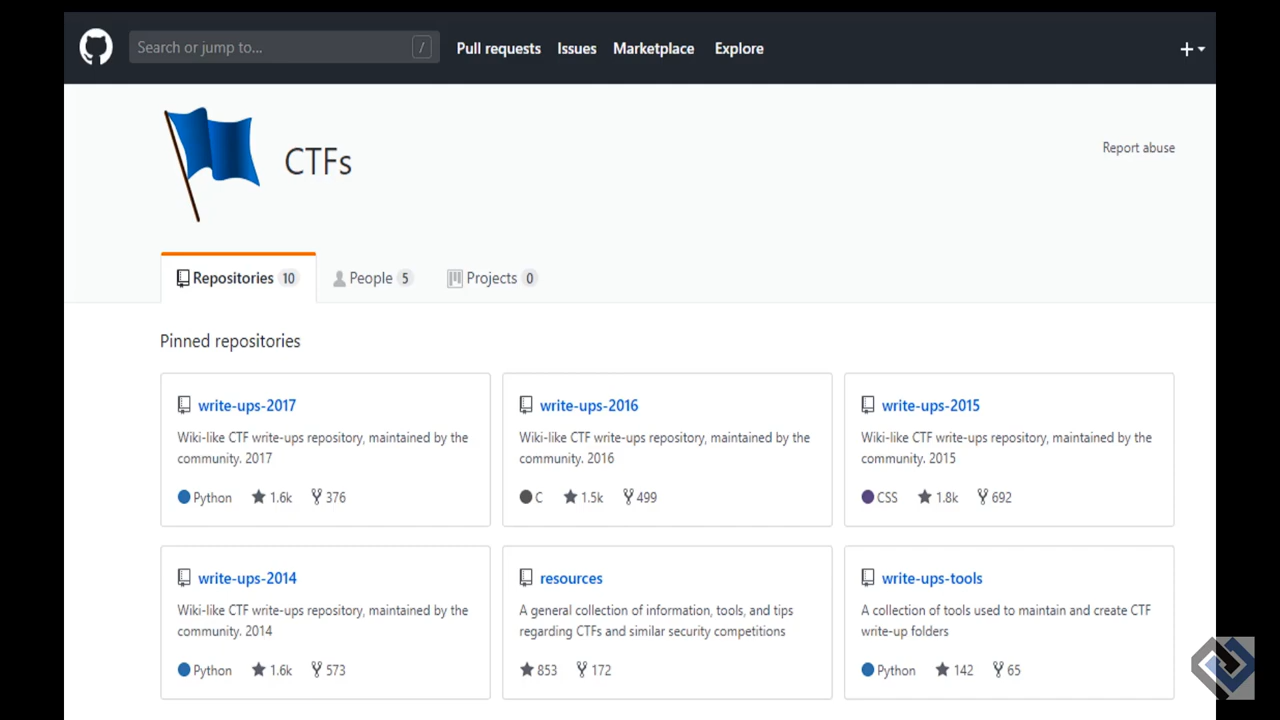 Search or jump to... / Pull requests Issues Marketplace Explore
CTFs
Report abuse
Repositories 10 People 5 Projects 0
Pinned repositories
write-ups-2017
Wiki-like CTF write-ups repository, maintained by the
community. 2017
Python 1.6k 376
write-ups-2016
Wiki-like CTF write-ups repository, maintained by the
community. 2016
C 1.5k 499
write-ups-2015
Wiki-like CTF write-ups repository, maintained by the
community. 2015
CSS 1.8k 692
write-ups-2014
Wiki-like CTF write-ups repository, maintained by the
community. 2014
Python 1.6k 573
resources
A general collection of information, tools, and tips
regarding CTFs and similar security competitions
853 172
write-ups-tools
A collection of tools used to maintain and create CTF
write-up folders
Python 142 65